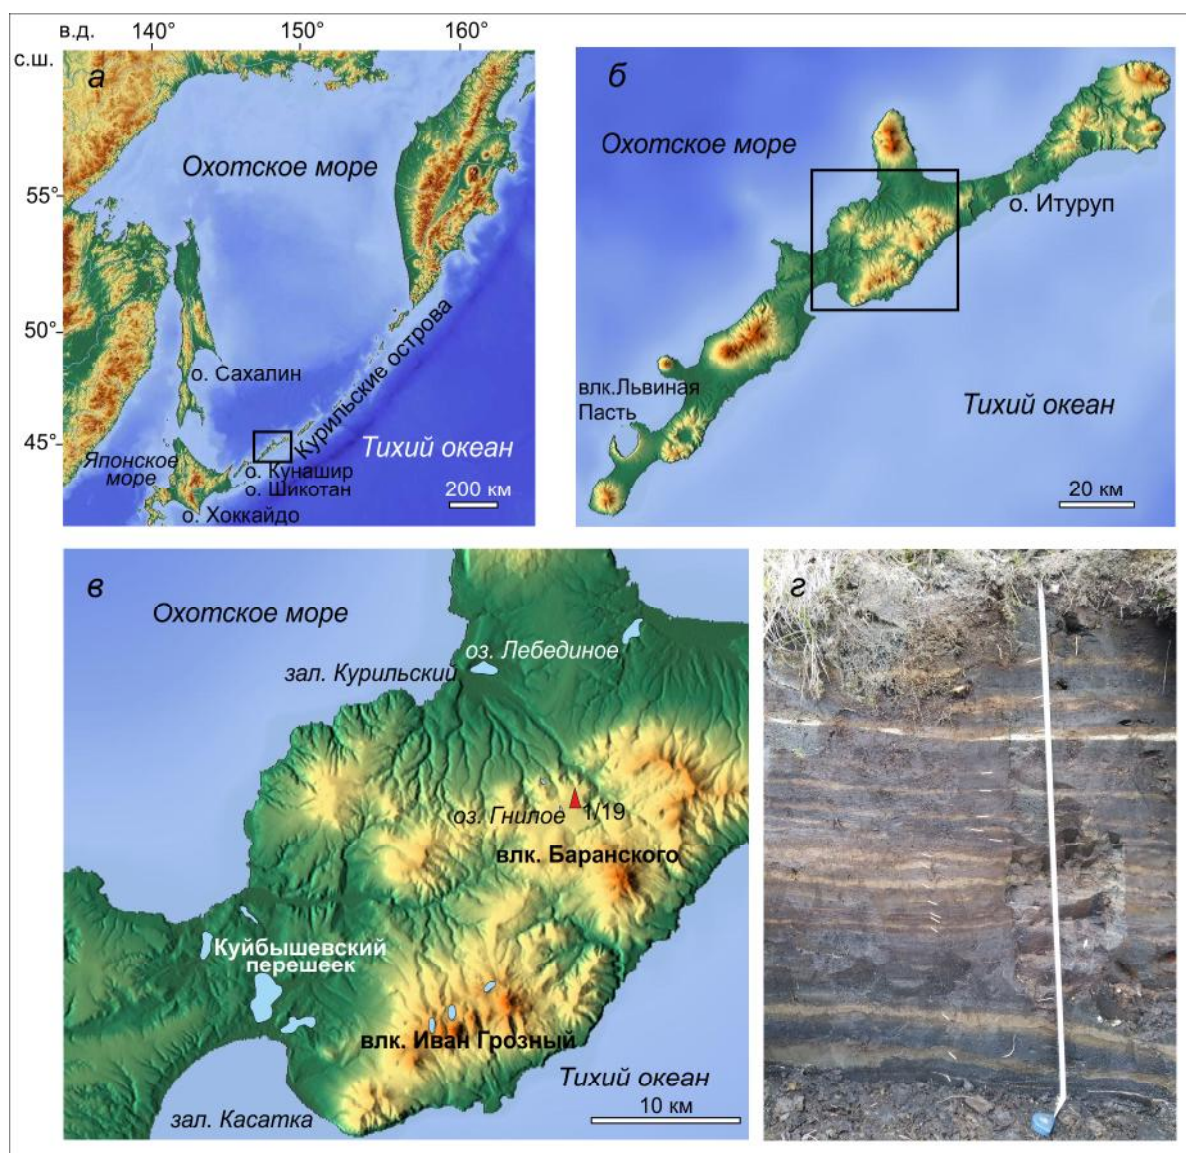 в.д. 140° 150° 160°
с.ш.
а
Охотское море
55°
50°
45°
о. Сахалин
Курильские острова
Японское
море
о. Кунашир
о. Шикотан
о. Хоккайдо
Тихий океан
200 км
б
Охотское море
о. Итуруп
влк.Львиная
Пасть
Тихий океан
20 км
в
Охотское море
оз. Лебединое
зал. Курильский
оз. Гнилое
1/19
влк. Баранского
Куйбышевский
перешеек
влк. Иван Грозный
Тихий океан
зал. Касатка
10 км
г